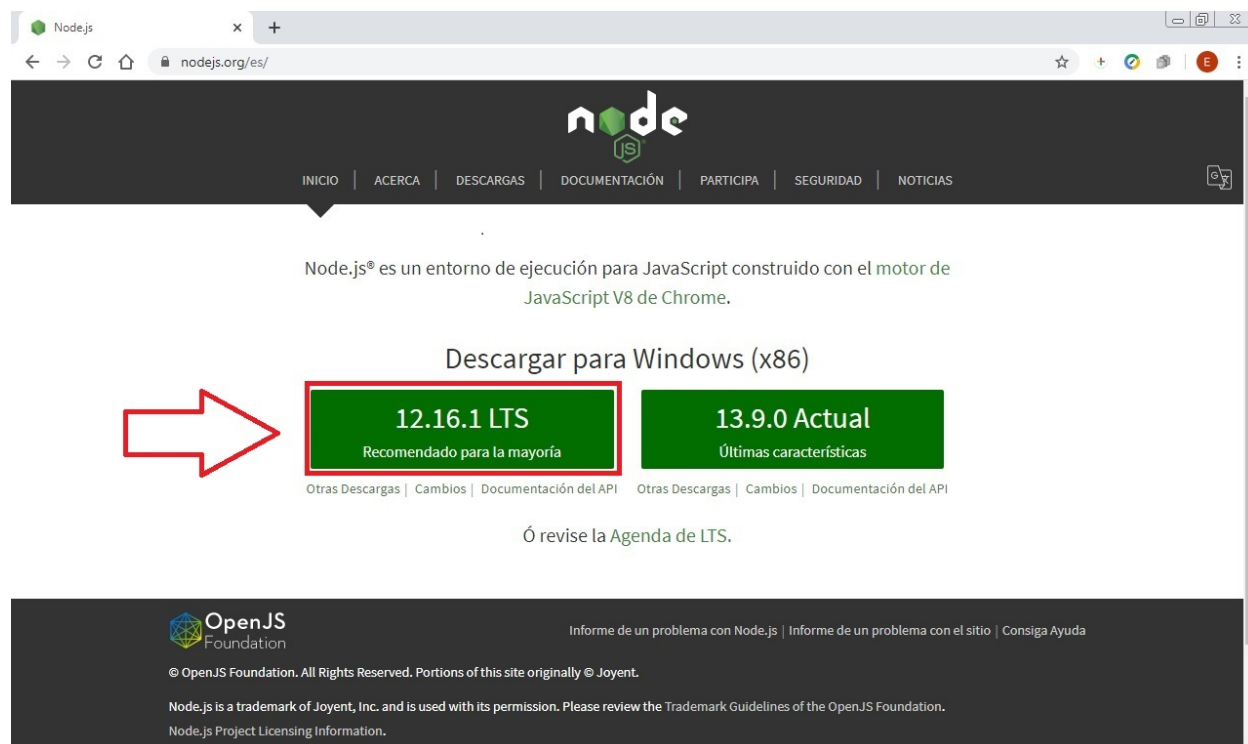 Node.js
nodejs.org/es/
E
node
JS
INICIO | ACERCA | DESCARGAS | DOCUMENTACIÓN | PARTICIPA | SEGURIDAD | NOTICIAS
Node.js® es un entorno de ejecución para JavaScript construido con el motor de
JavaScript V8 de Chrome.
Descargar para Windows (x86)
12.16.1 LTS
Recomendado para la mayoría
13.9.0 Actual
Últimas características
Otras Descargas | Cambios | Documentación del API
Otras Descargas | Cambios | Documentación del API
Ó revise la Agenda de LTS.
OpenJS
Foundation
Informe de un problema con Node.js | Informe de un problema con el sitio | Consiga Ayuda
© OpenJS Foundation. All Rights Reserved. Portions of this site originally © Joyent.
Node.js is a trademark of Joyent, Inc. and is used with its permission. Please review the Trademark Guidelines of the OpenJS Foundation.
Node.js Project Licensing Information.